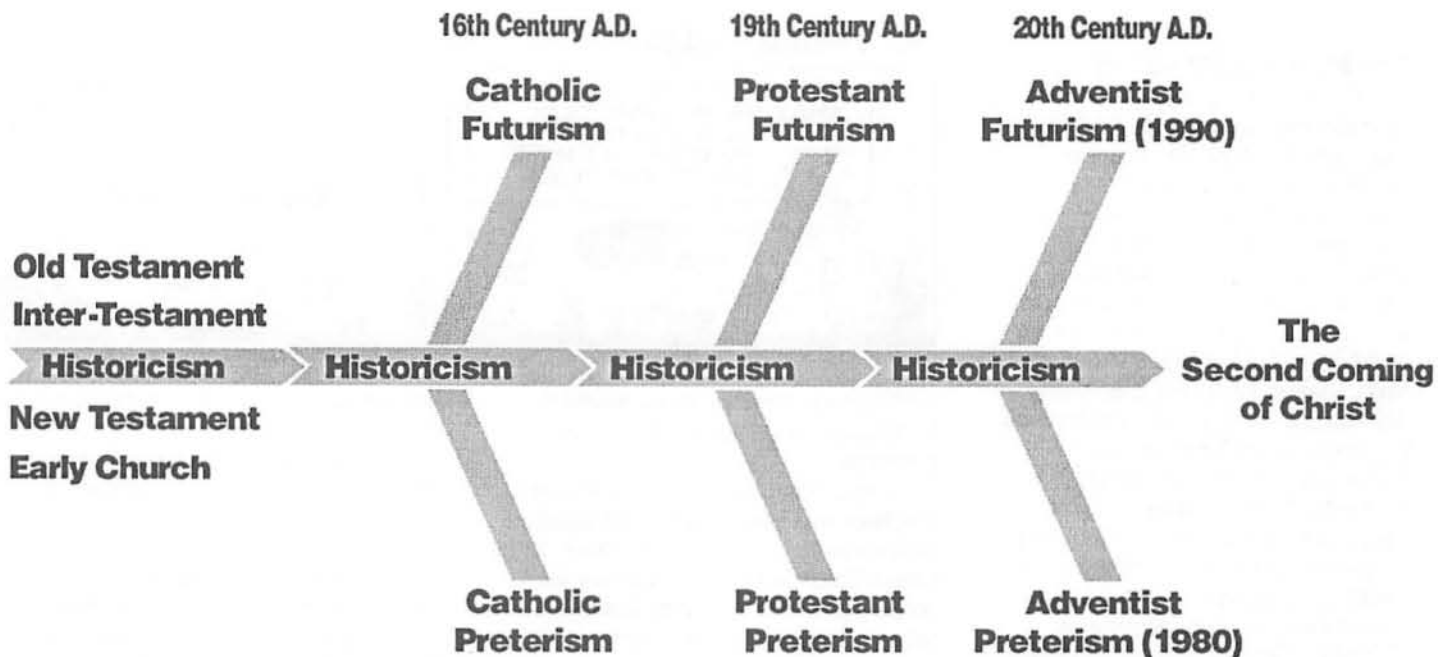 16th Century A.D.
19th Century A.D.
20th Century A.D.
Catholic
Futurism
Protestant
Futurism
Adventist
Futurism (1990)
Old Testament
Inter-Testament
Historicism
Historicism
Historicism
Historicism
The
Second Coming
of Christ
New Testament
Early Church
Catholic
Preterism
Protestant
Preterism
Adventist
Preterism (1980)